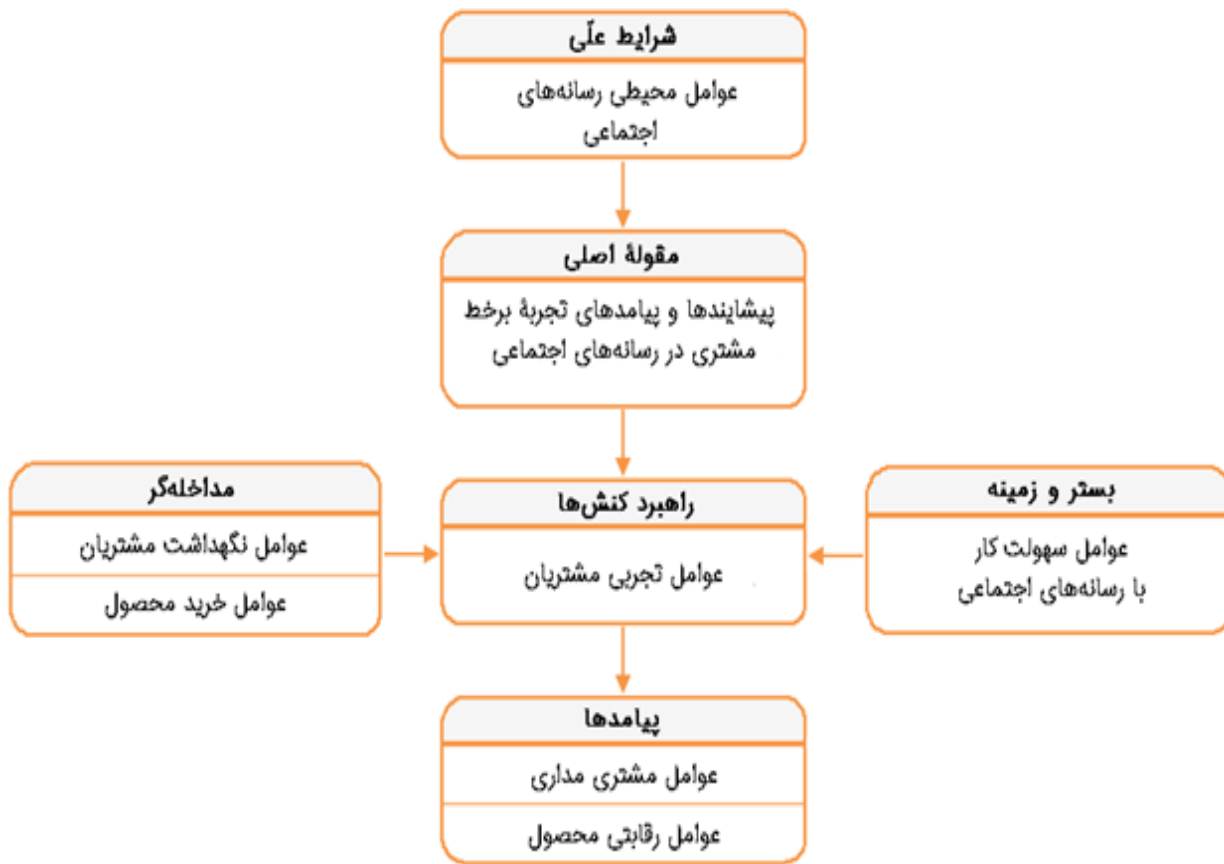 شرایط علّی
عوامل محیطی رسانه‌های
اجتماعی
مقولهٔ اصلی
پیشایندها و پیامدهای تجربهٔ برخط
مشتری در رسانه‌های اجتماعی
بستر و زمینه
عوامل سهولت کار
با رسانه‌های اجتماعی
راهبرد کنش‌ها
عوامل تجربی مشتریان
مداخله‌گر
عوامل نگهداشت مشتریان
عوامل خرید محصول
پیامدها
عوامل مشتری مداری
عوامل رقابتی محصول